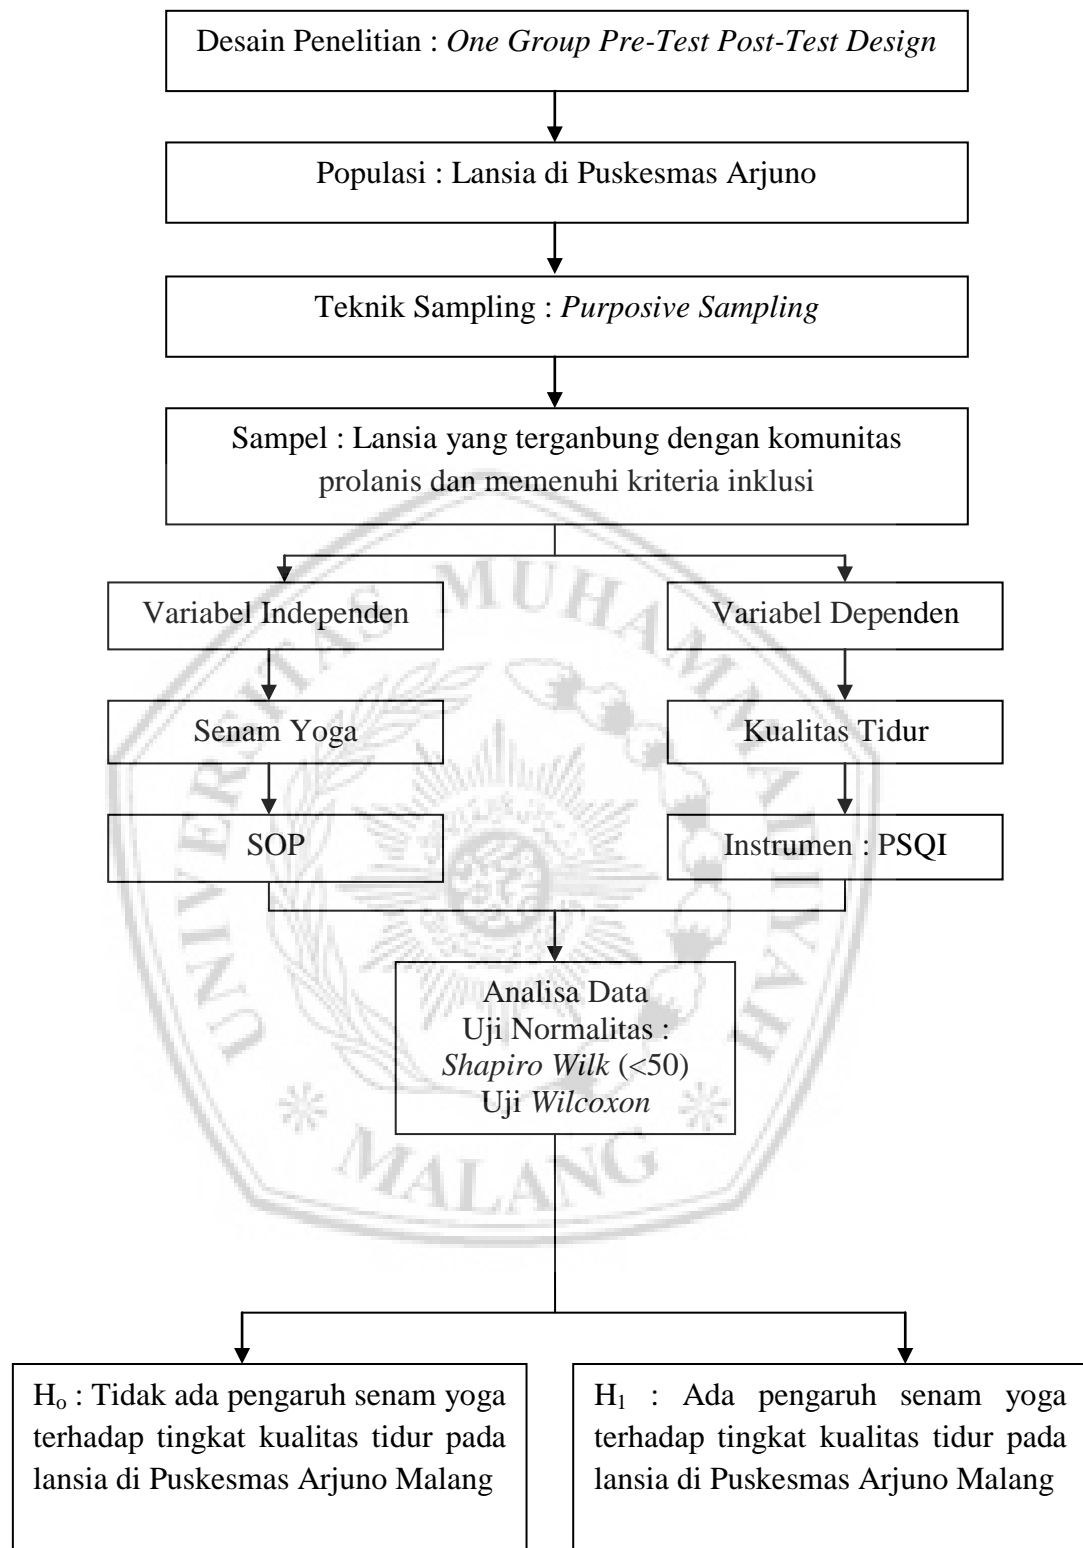 Desain Penelitian : One Group Pre-Test Post-Test Design
Populasi : Lansia di Puskesmas Arjuno
Teknik Sampling : Purposive Sampling
Sampel : Lansia yang terganbung dengan komunitas
prolanis dan memenuhi kriteria inklusi
Variabel Independen
Variabel Dependen
Senam Yoga
Kualitas Tidur
SOP
Instrumen : PSQI
Analisa Data
Uji Normalitas :
Shapiro Wilk (<50)
Uji Wilcoxon
Ho : Tidak ada pengaruh senam yoga
terhadap tingkat kualitas tidur pada
lansia di Puskesmas Arjuno Malang
H1 : Ada pengaruh senam yoga
terhadap tingkat kualitas tidur pada
lansia di Puskesmas Arjuno Malang
UNIVERSITAS MUHAMMADIYAH
MALANG